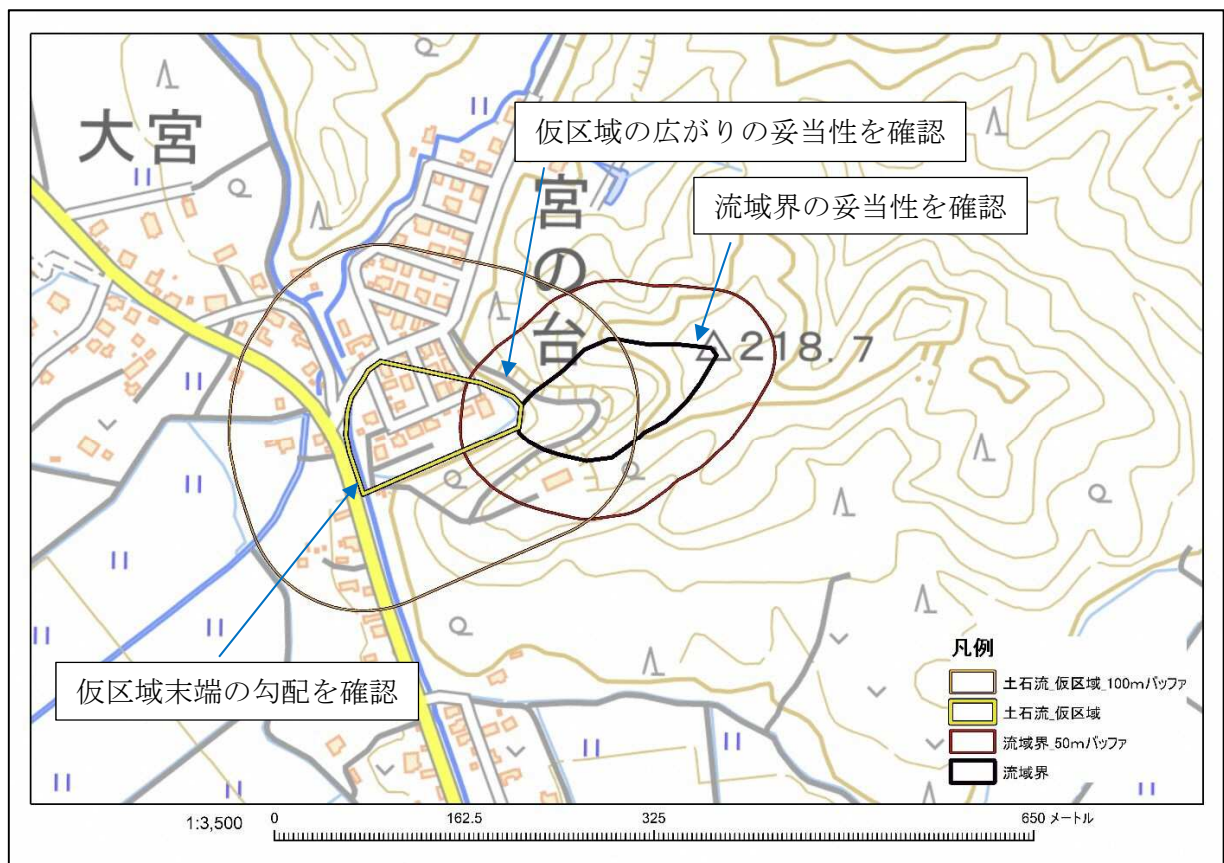 大宮
仮区域の広がりの妥当性を確認
流域界の妥当性を確認
宮の台
218.7
仮区域末端の勾配を確認
凡例
土石流_仮区域_100mバッファ
土石流_仮区域
流域界_50mバッファ
流域界
1:3,500 0 162.5 325 650 メートル